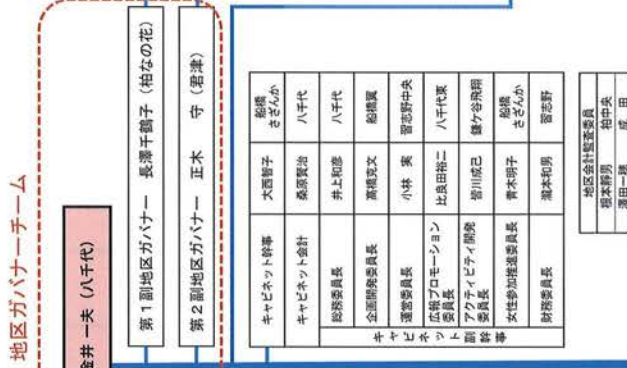 地区ガバナーチーム
金井 一夫 (八千代)
第1副地区ガバナー 長澤千鶴子 (柏なの花)
第2副地区ガバナー 正木 守 (君津)
キャビネット幹事 大西智子 船橋さざんか
キャビネット会計 桑原賢治 八千代
キャビネット副幹事
総務委員長 井上和彦 八千代
企画開発委員長 高橋克文 船橋翼
運営委員長 小林 実 習志野中央
広報プロモーション委員長 比良田裕二 八千代東
アクティビティ開発委員長 皆川成己 鎌ケ谷飛翔
女性参加推進委員長 青木明子 船橋さざんか
財務委員長 瀧本和男 習志野
地区会計監査委員
根本靜男 柏中央
濱田一穂 成田